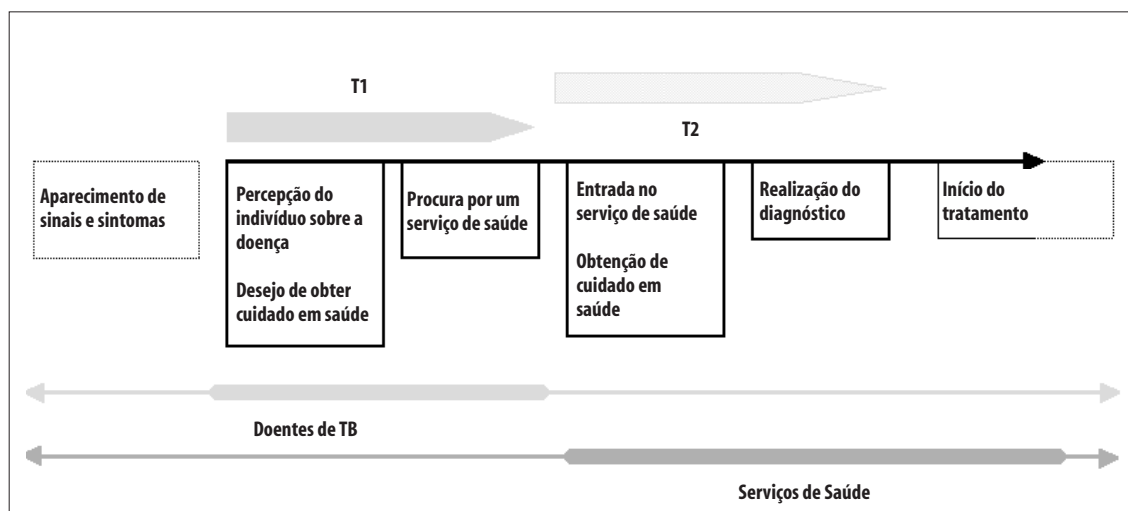 T1
T2
Aparecimento de
sinais e sintomas
Percepção do
indivíduo sobre a
doença
Desejo de obter
cuidado em saúde
Procura por um
serviço de saúde
Entrada no
serviço de saúde
Obtenção de
cuidado em
saúde
Realização do
diagnóstico
Início do
tratamento
Doentes de TB
Serviços de Saúde